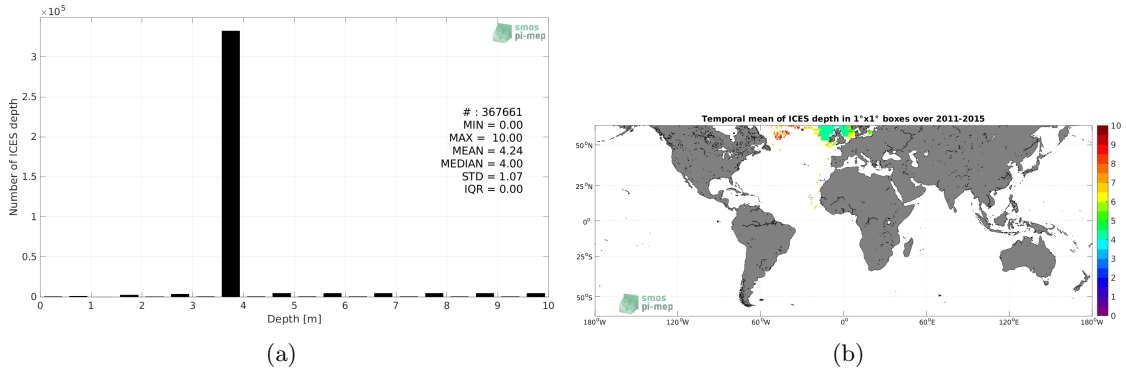 ×10⁵
smos
pi-mep
3
2.5
2
1.5
1
0.5
0
Number of ICES depth
# : 367661
MIN = 0.00
MAX = 10.00
MEAN = 4.24
MEDIAN = 4.00
STD = 1.07
IQR = 0.00
0 1 2 3 4 5 6 7 8 9 10
Depth [m]
(a)
Temporal mean of ICES depth in 1°x1° boxes over 2011-2015
50°N
25°N
0°
25°S
50°S
180°W 120°W 60°W 0° 60°E 120°E 180°E
smos
pi-mep
10
9
8
7
6
5
4
3
2
1
0
(b)